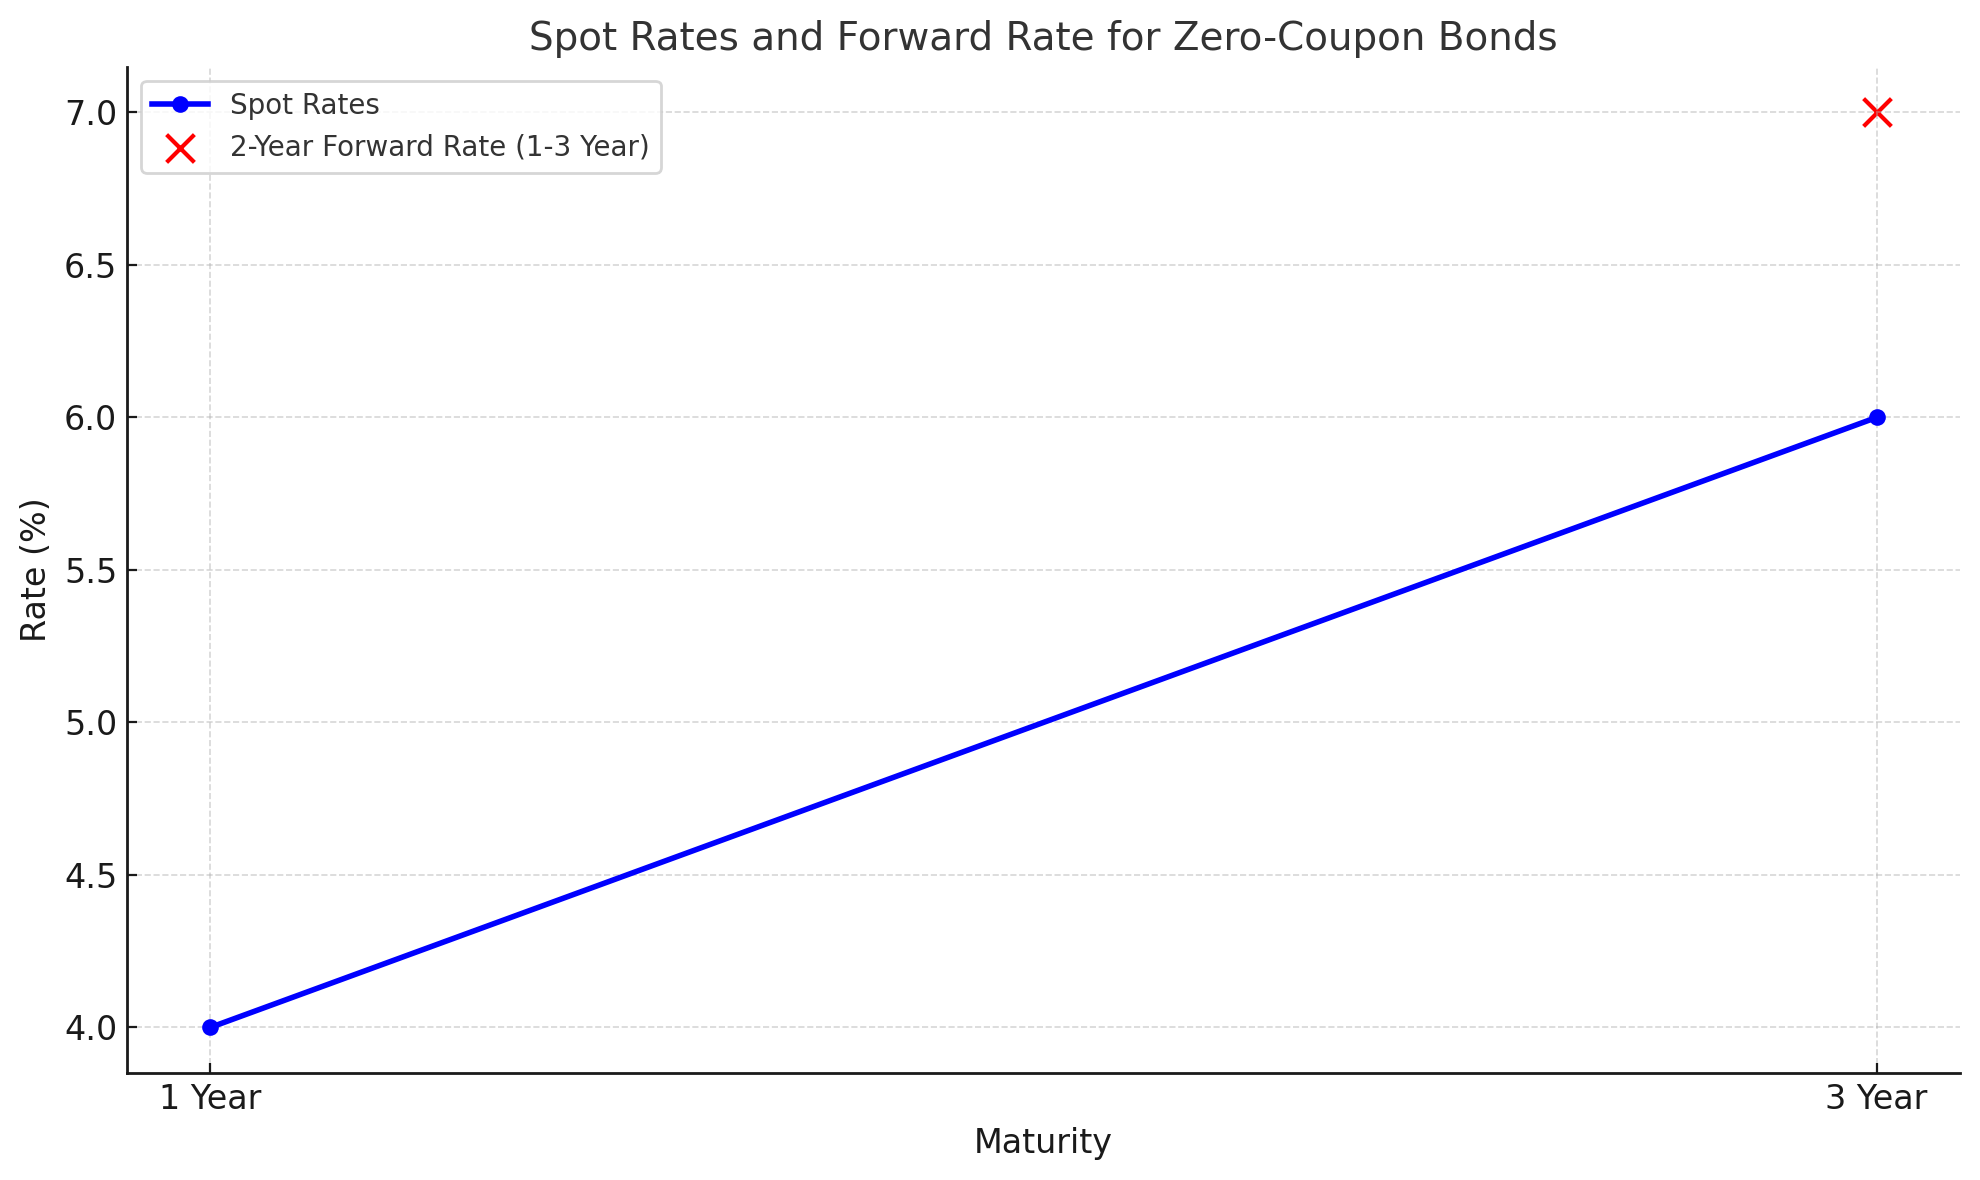 Spot Rates and Forward Rate for Zero-Coupon Bonds
Spot Rates
2-Year Forward Rate (1-3 Year)
7.0
6.5
6.0
5.5
5.0
4.5
4.0
Rate (%)
1 Year
3 Year
Maturity